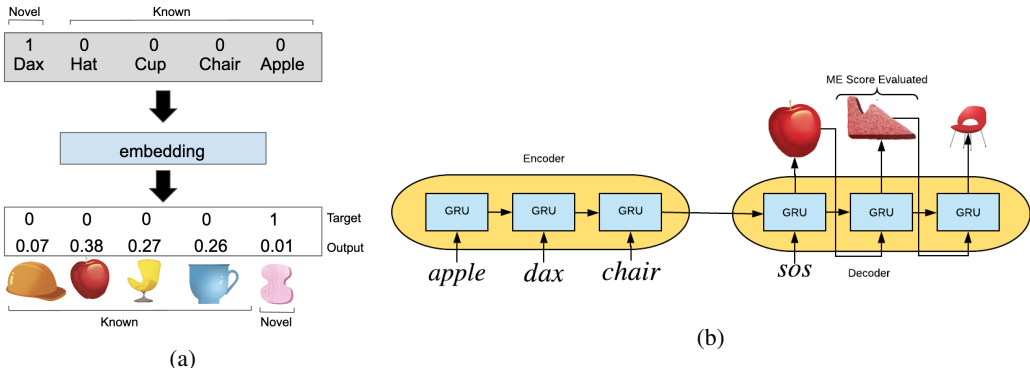 Novel Known
1 0 0 0 0
Dax Hat Cup Chair Apple
embedding
0 0 0 0 1 Target
0.07 0.38 0.27 0.26 0.01 Output
Known Novel
(a)
ME Score Evaluated
Encoder
GRU GRU GRU GRU GRU GRU
apple dax chair sos
Decoder
(b)